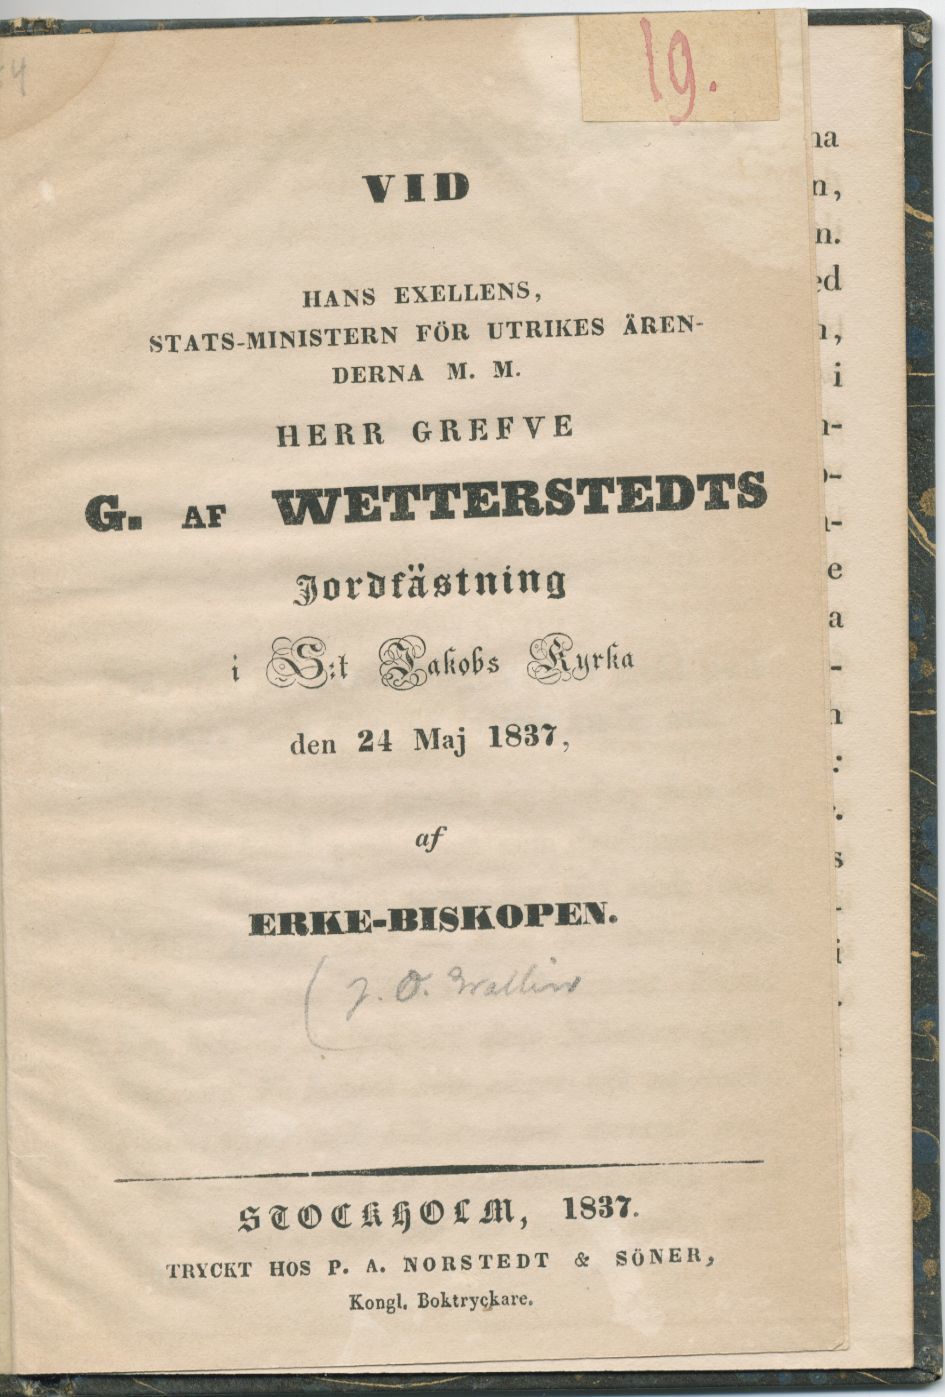 19.
4
VID
HANS EXELLENS,
STATS-MINISTERN FÖR UTRIKES ÄREN-
DERNA M. M.
HERR GREFVE
G. AF WETTERSTEDTS
Jordfästning
i S:t Jakobs Kyrka
den 24 Maj 1837,
af
ERKE-BISKOPEN.
(J. O. Wallin
STOCKHOLM, 1837.
TRYCKT HOS P. A. NORSTEDT & SÖNER,
Kongl. Boktryckare.